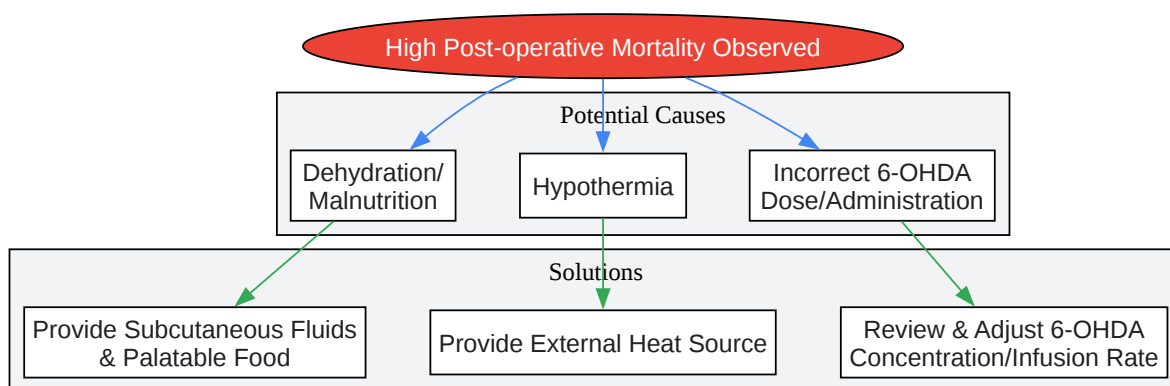 High Post-operative Mortality Observed
Potential Causes
Dehydration/
Malnutrition
Hypothermia
Incorrect 6-OHDA
Dose/Administration
Solutions
Provide Subcutaneous Fluids
& Palatable Food
Provide External Heat Source
Review & Adjust 6-OHDA
Concentration/Infusion Rate